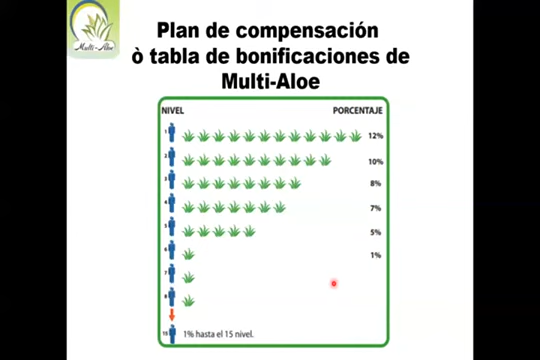 Multi-Aloe
Plan de compensación
ò tabla de bonificaciones de
Multi-Aloe
NIVEL PORCENTAJE
1 12%
2 10%
3 8%
4 7%
5 5%
6 1%
7
8
1% hasta el 15 nivel.